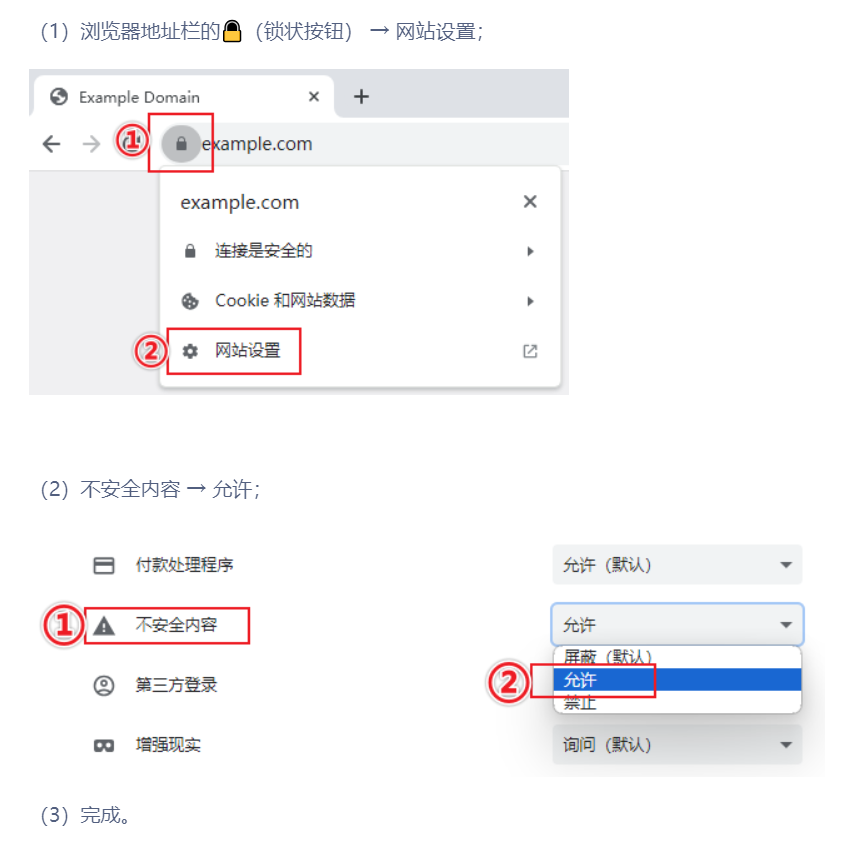 (1) 浏览器地址栏的🔒 (锁状按钮) → 网站设置;
Example Domain
① example.com
example.com
连接是安全的
Cookie 和网站数据
② 网站设置
(2) 不安全内容 → 允许;
付款处理程序 允许 (默认)
① 不安全内容 允许
屏蔽 (默认)
② 允许
禁止
第三方登录
增强现实 询问 (默认)
(3) 完成。